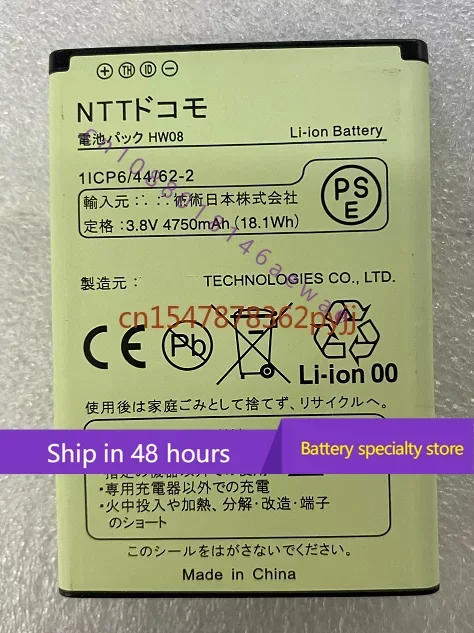 + TH ID −
NTTドコモ
電池パック HW08
Li-ion Battery
1ICP6/44/62-2
輸入元: 術術日本株式会社
定格:3.8V 4750mAh (18.1Wh)
PS
E
製造元: TECHNOLOGIES CO., LTD.
cn1547878362pyjj
CE Pb
Li-ion 00
使用後は家庭ごみとして捨てず、リサイクルへ。
Ship in 48 hours
Battery specialty store
・専用充電器以外での充電
・火中投入や加熱、分解・改造・端子
のショート
このシールをはがさないでください。
Made in China